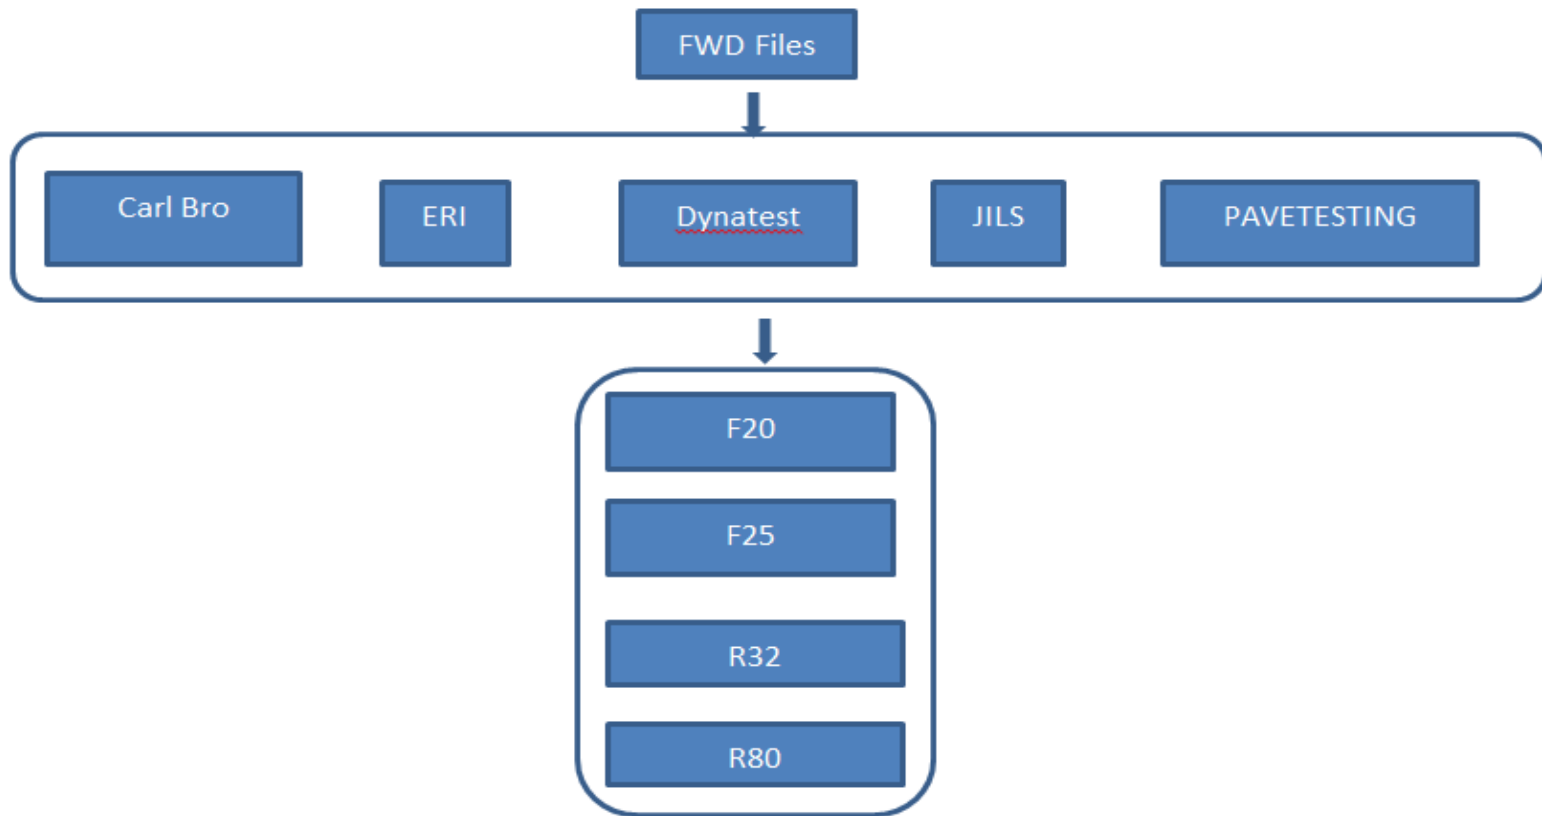 FWD Files
Carl Bro
ERI
Dynatest
JILS
PAVETESTING
F20
F25
R32
R80